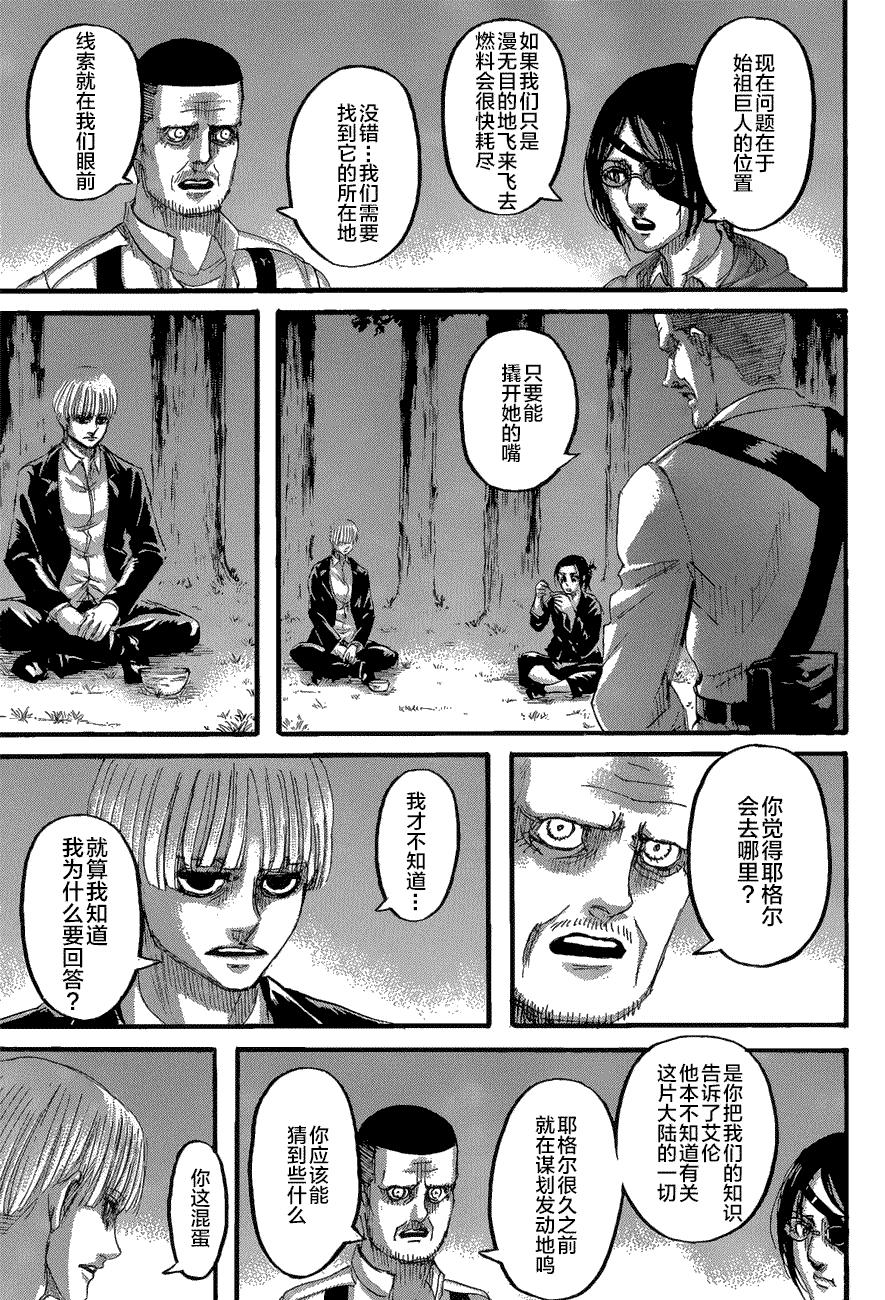 现在问题在于
始祖巨人的位置
如果我们只是
漫无目的地飞来飞去
燃料会很快耗尽
没错…我们需要
找到它的所在地
线索就在我们眼前
只要能
撬开她的嘴
你觉得耶格尔
会去哪里？
我才不知道…
就算我知道
我为什么要回答？
是你把我们的知识
告诉了艾伦
他本不知道有关
这片大陆的一切
耶格尔很久之前
就在谋划发动地鸣
你应该能
猜到些什么
你这混蛋